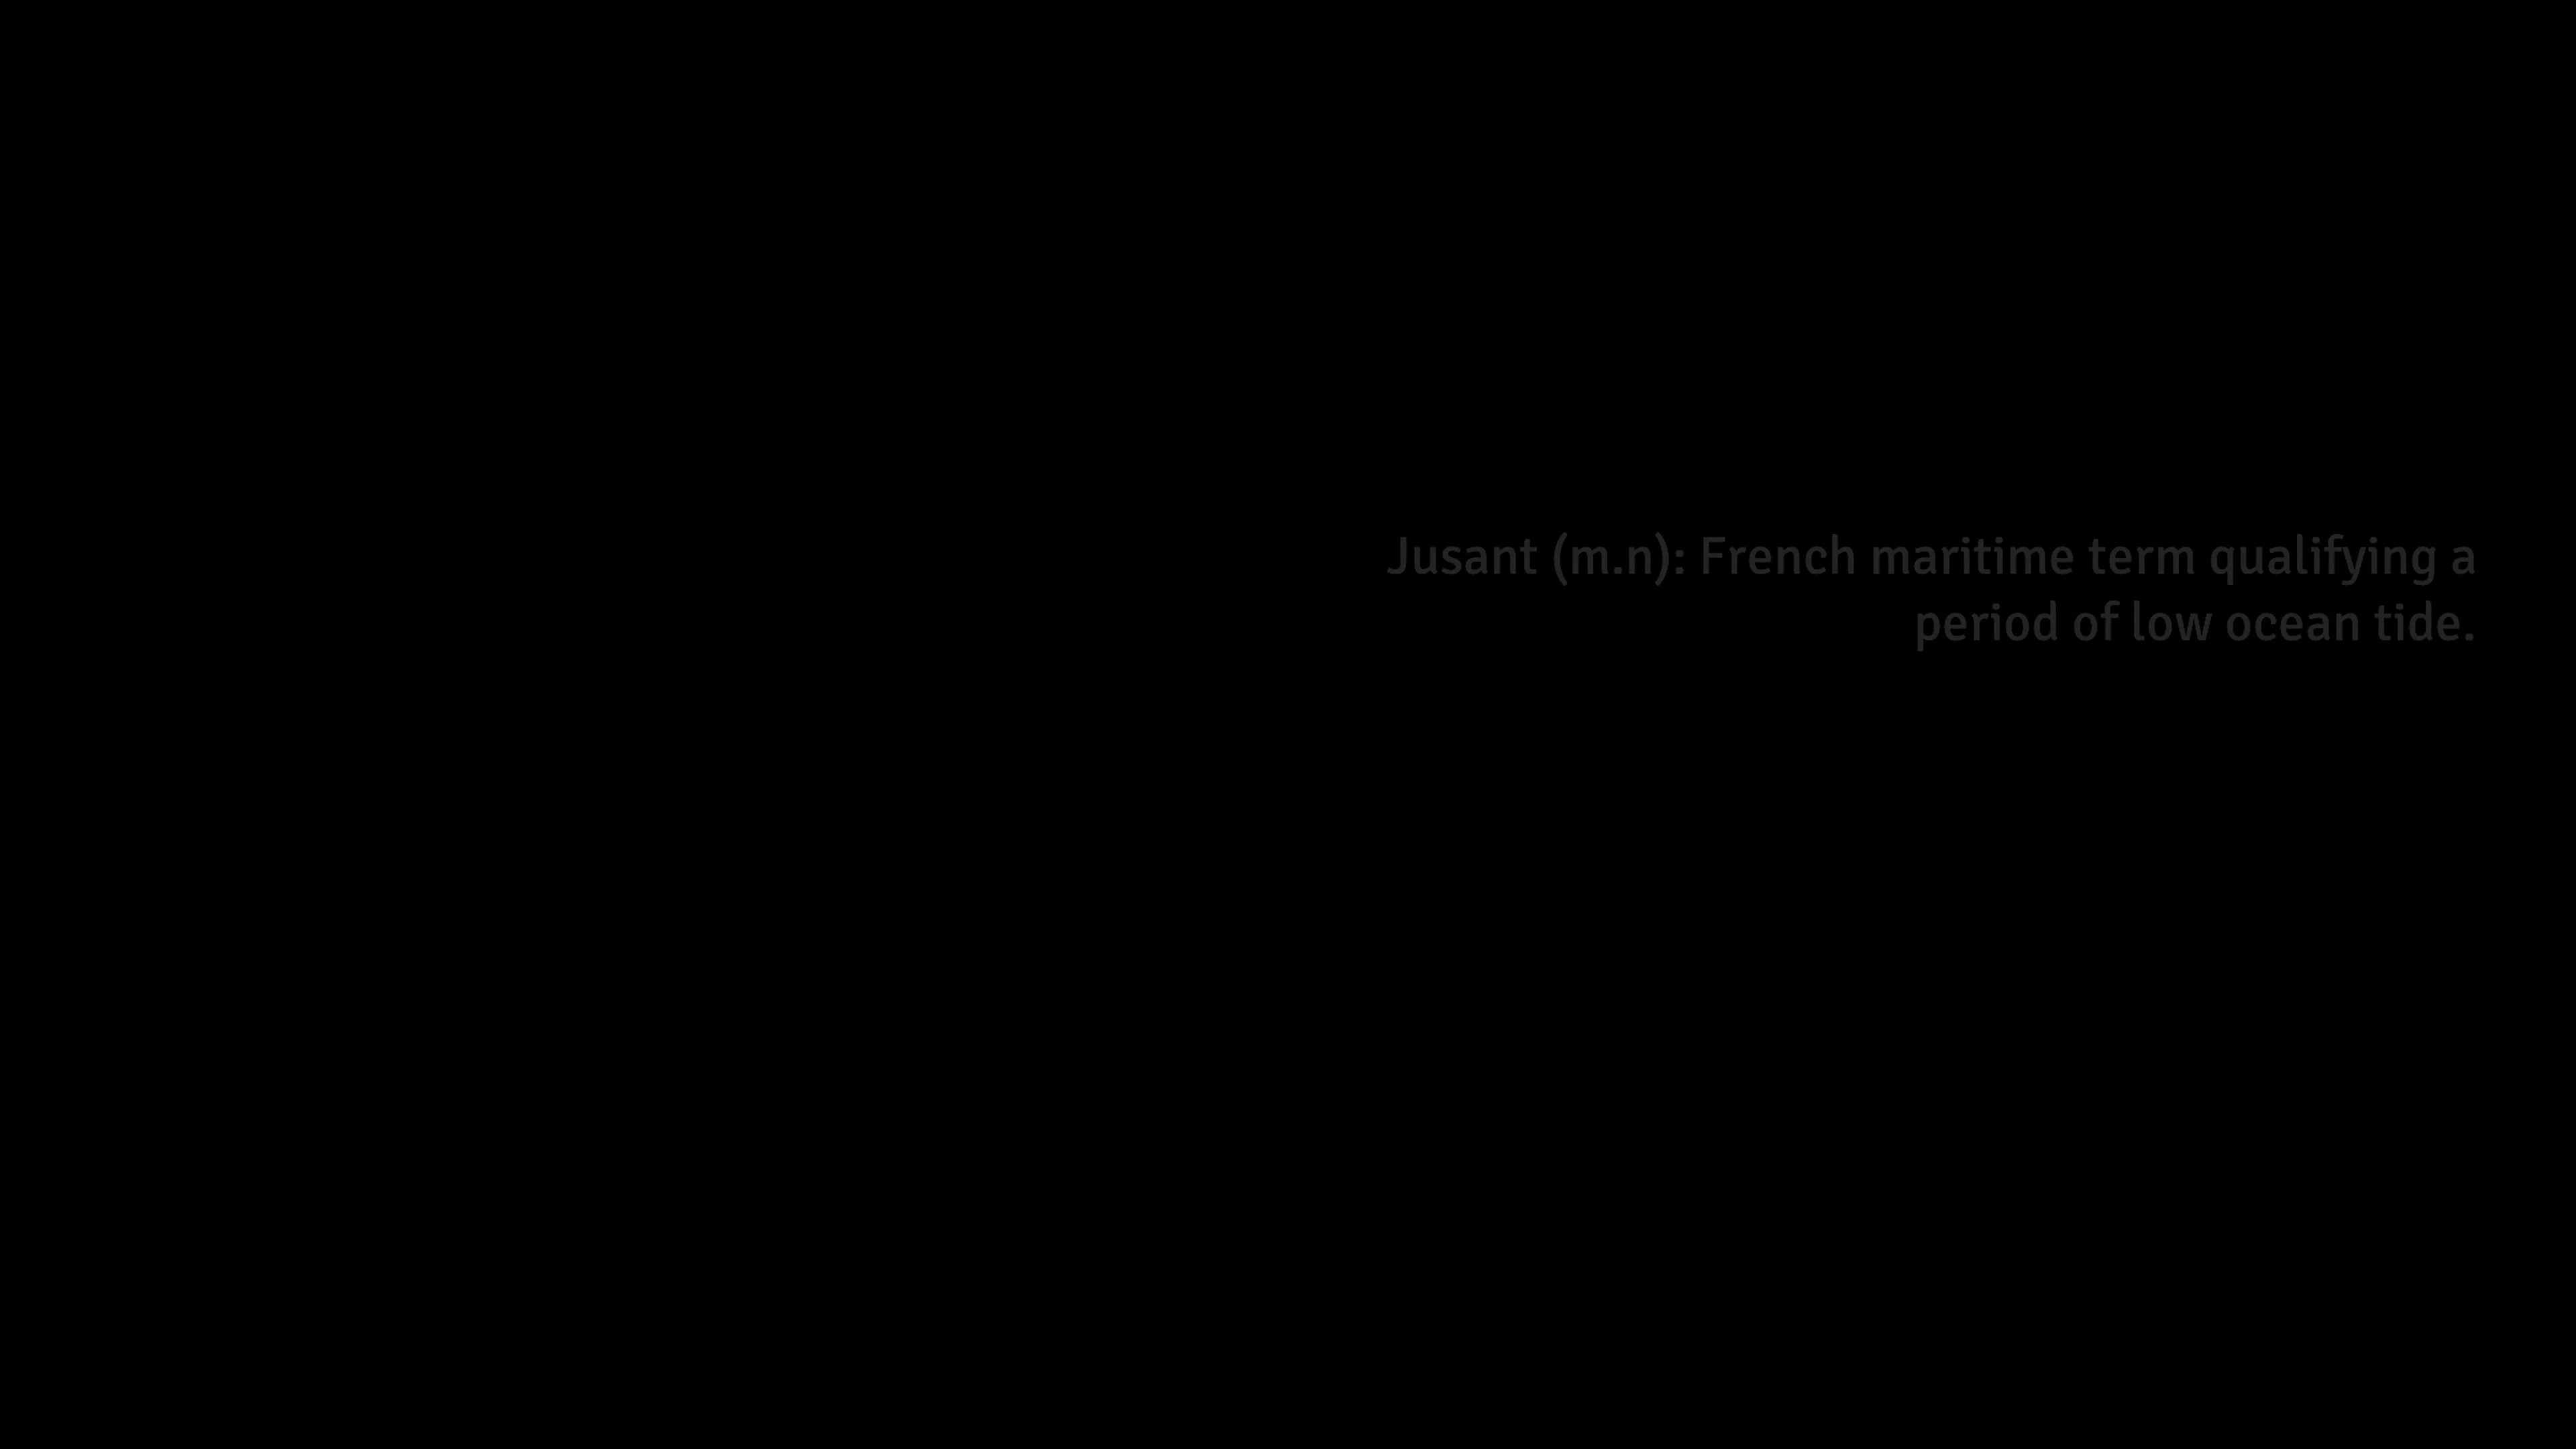 Jusant (m.n): French maritime term qualifying a
period of low ocean tide.